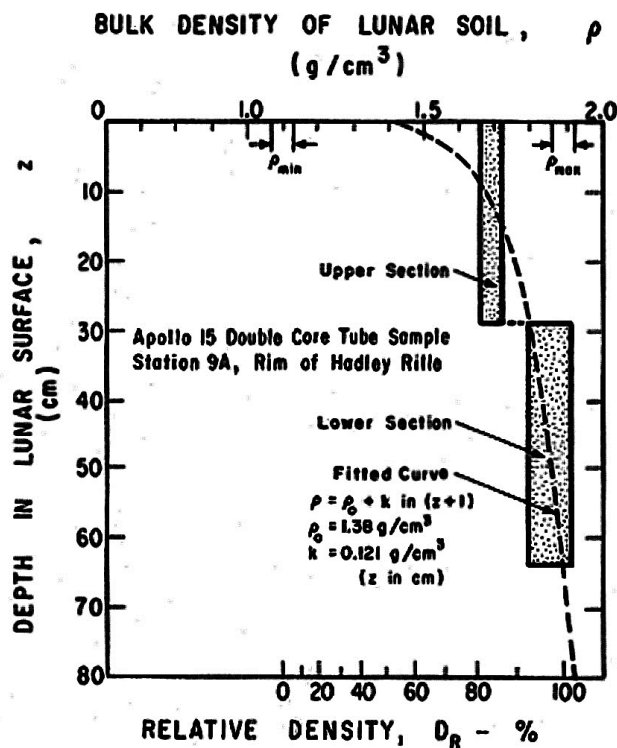 BULK DENSITY OF LUNAR SOIL, ρ
(g/cm³)
0 1.0 1.5 2.0
ρmin ρmax
DEPTH IN LUNAR SURFACE, z
(cm)
10
20
30
40
50
60
70
80
Upper Section
Apollo 15 Double Core Tube Sample
Station 9A, Rim of Hadley Rille
Lower Section
Fitted Curve
ρ = ρ₀ + k in (z+1)
ρ₀ = 1.38 g/cm³
k = 0.121 g/cm³
(z in cm)
0 20 40 60 80 100
RELATIVE DENSITY, DR - %